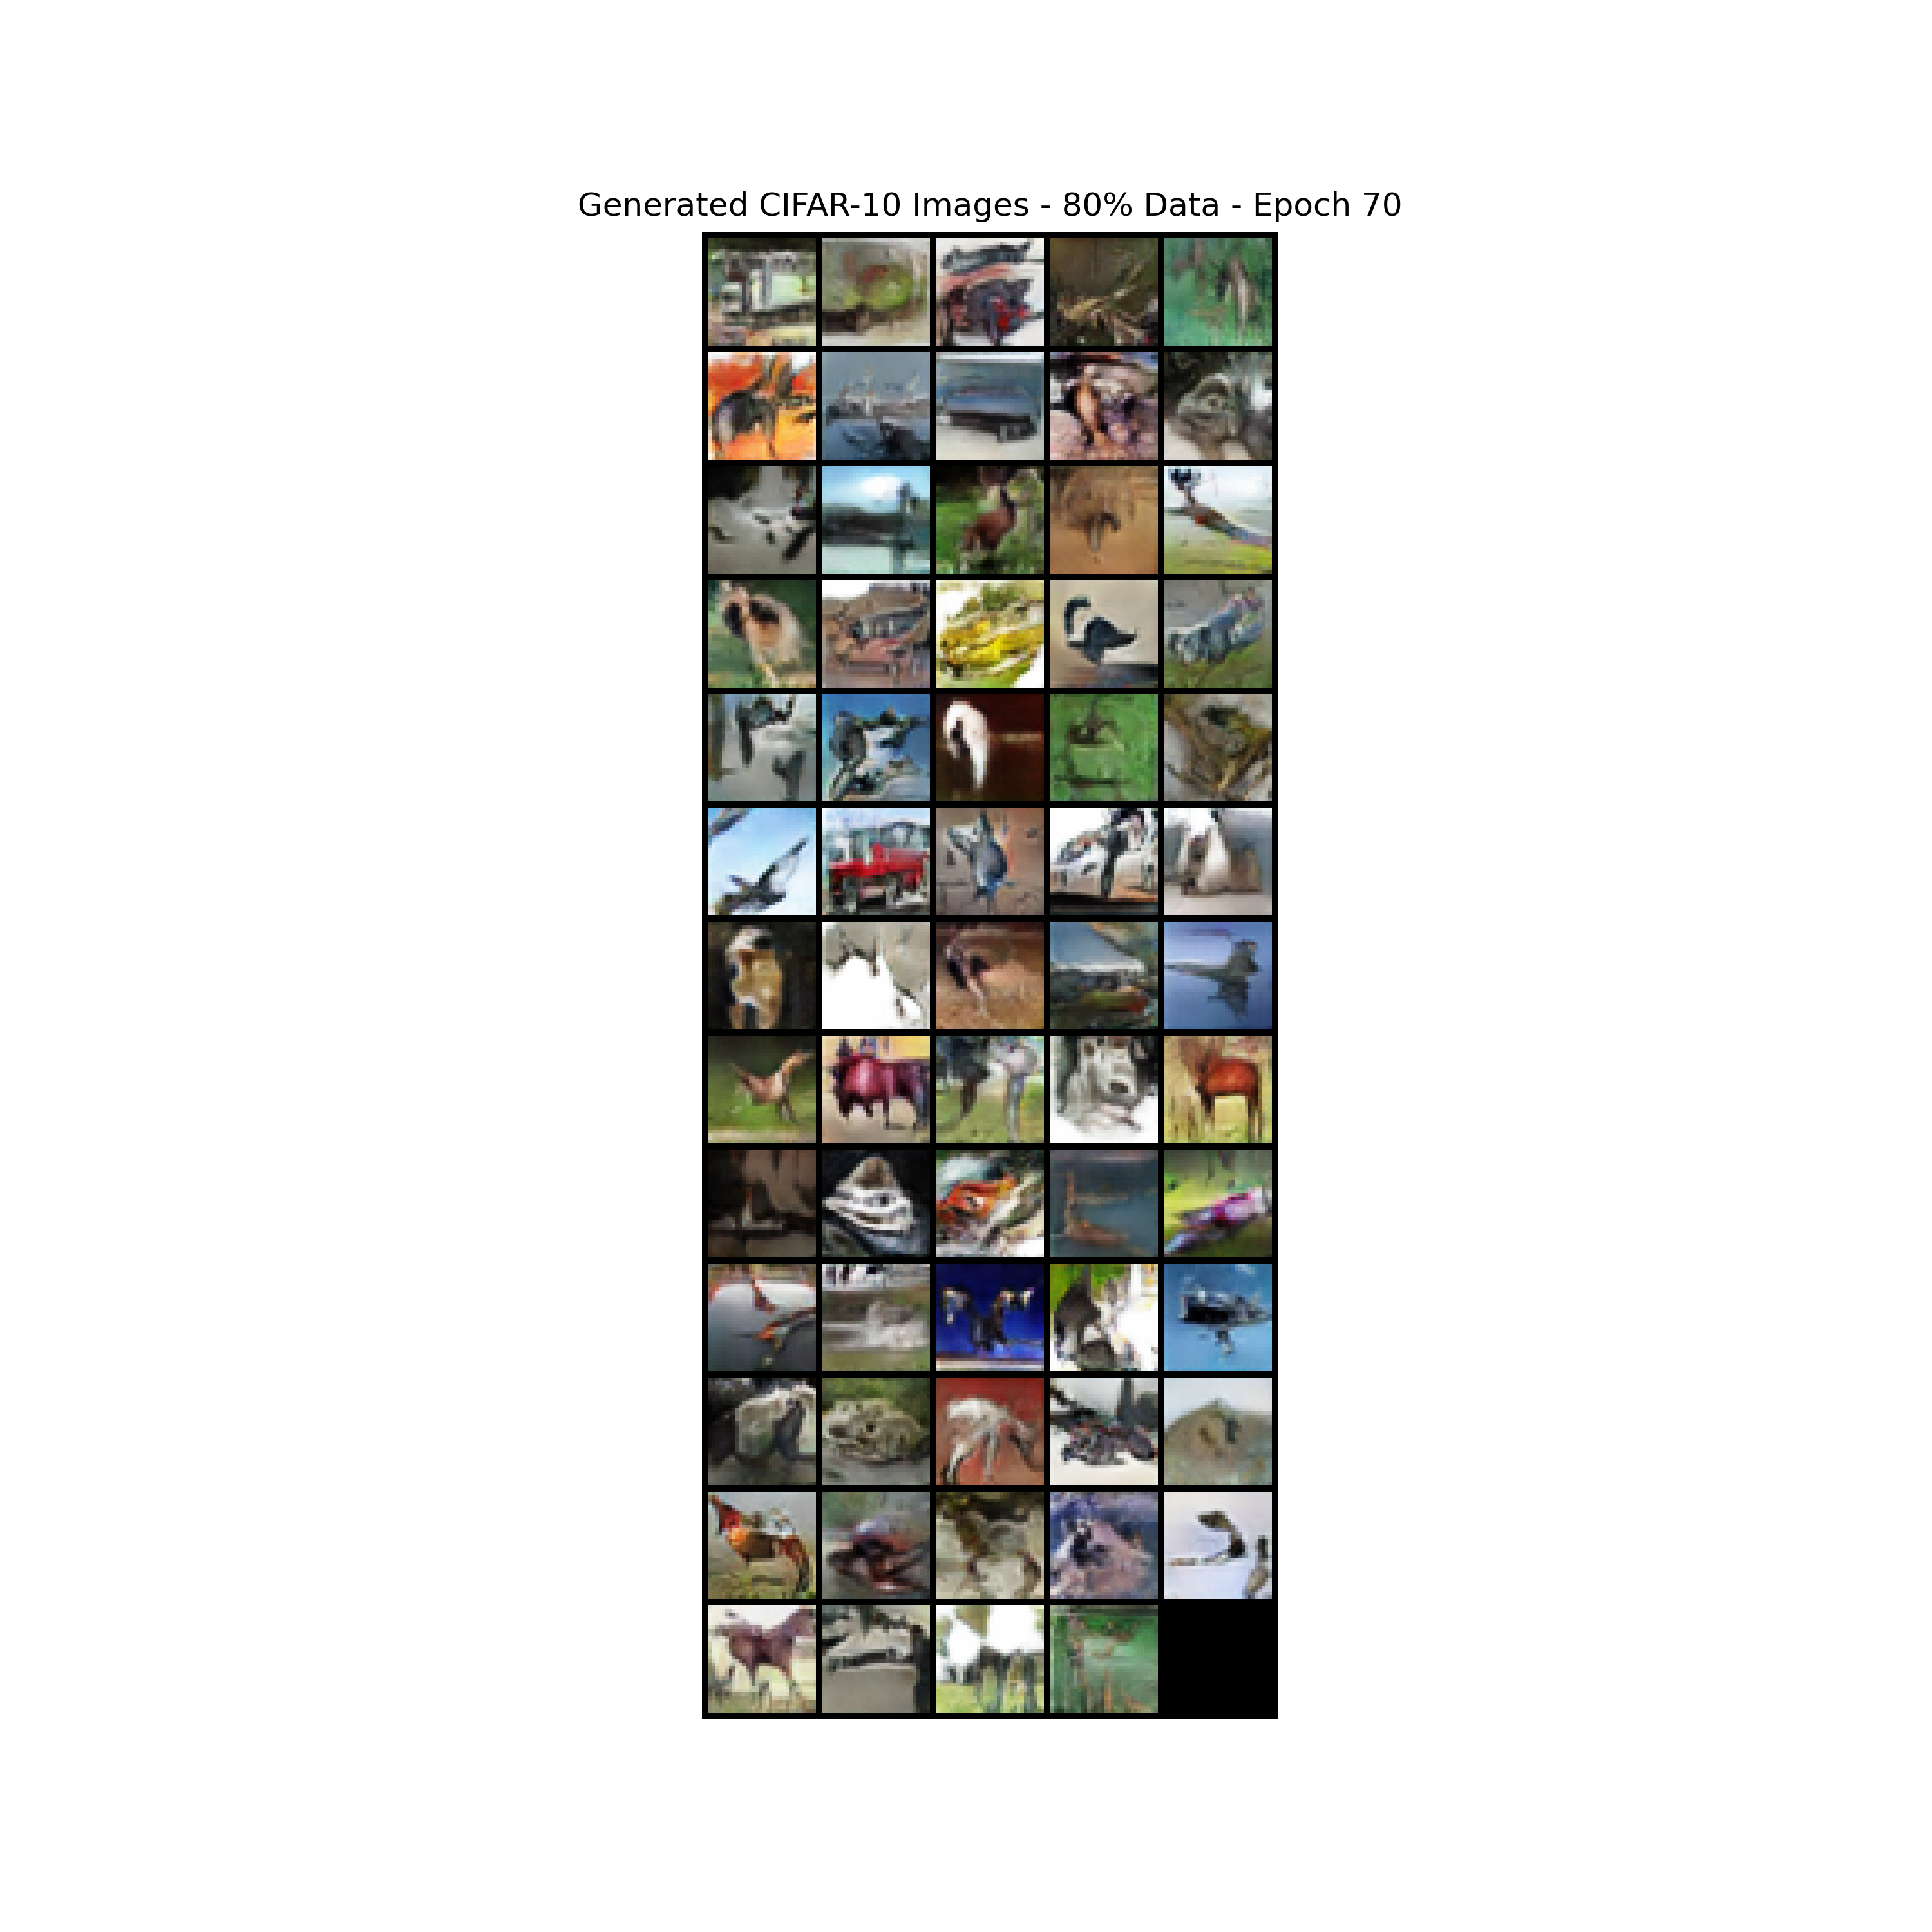 Generated CIFAR-10 Images - 80% Data - Epoch 70